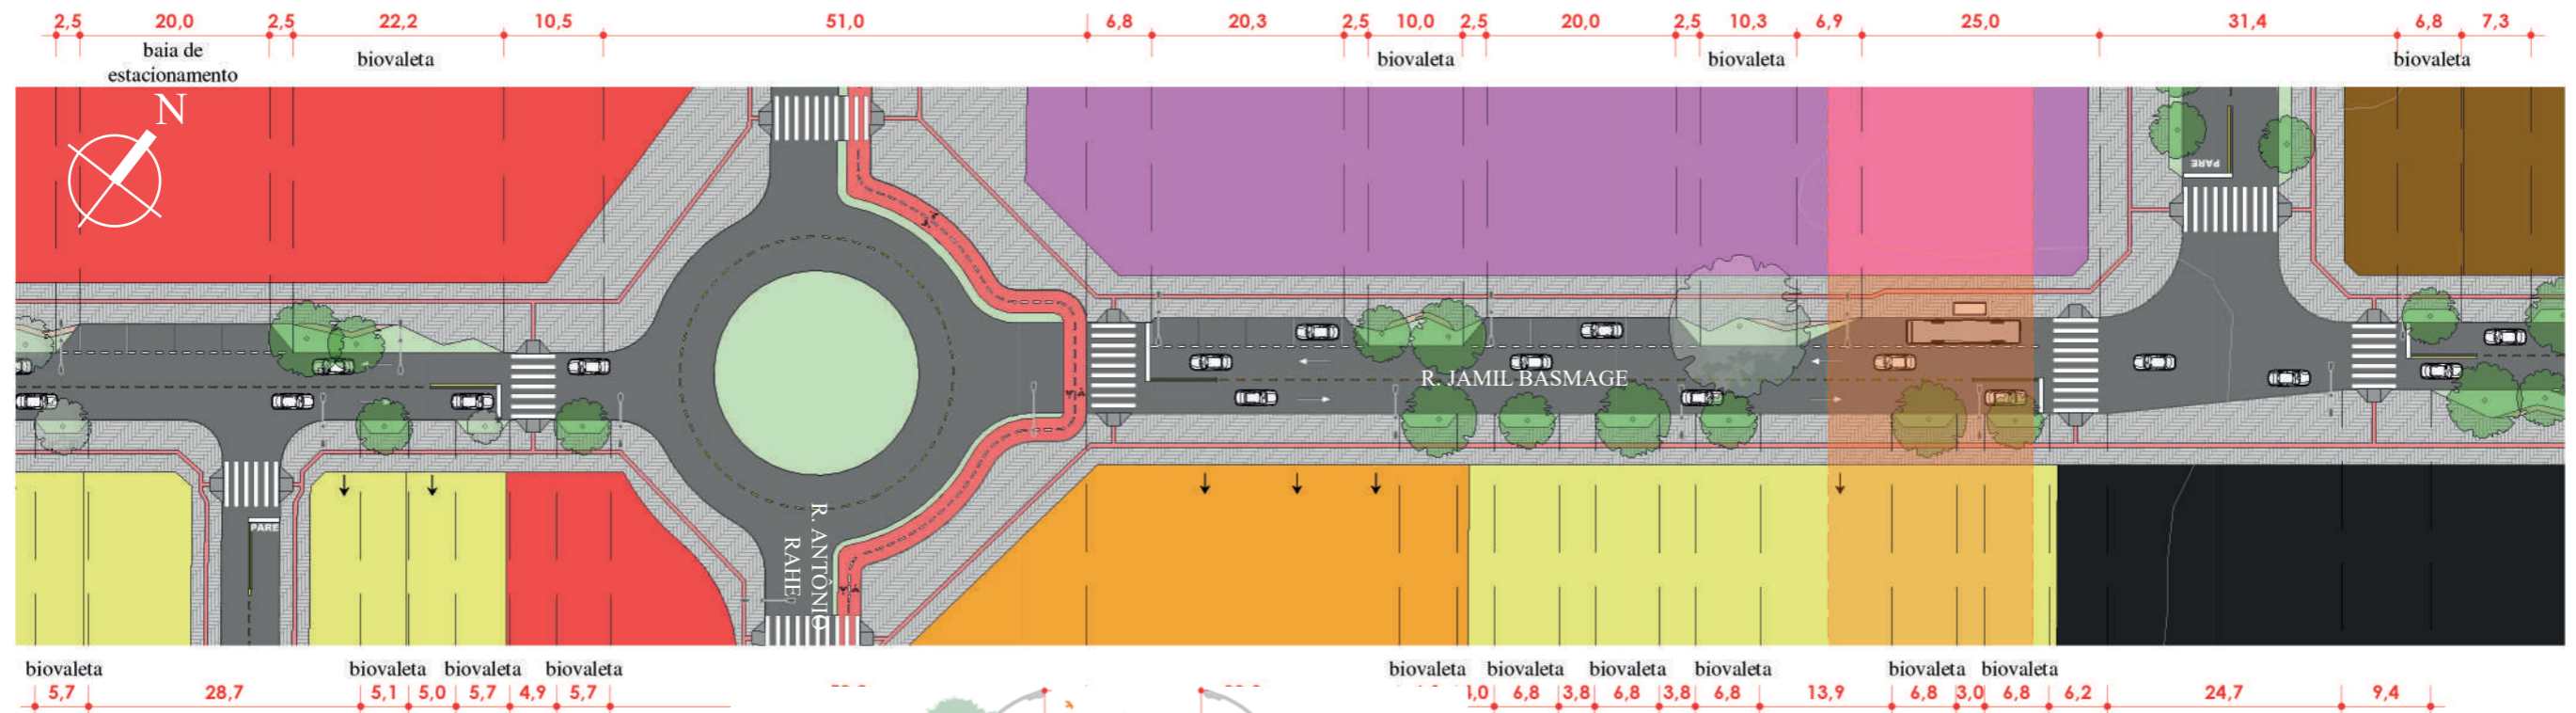 2,5 20,0 2,5 22,2 10,5 51,0 6,8 20,3 2,5 10,0 2,5 20,0 2,5 10,3 6,9 25,0 31,4 6,8 7,3
baia de
estacionamento
biovaleta biovaleta biovaleta biovaleta
N
PARE
R. JAMIL BASMAGE
PARE
R. ANTÔNIO
RAHE
biovaleta biovaleta biovaleta biovaleta biovaleta biovaleta biovaleta biovaleta biovaleta biovaleta
5,7 28,7 5,1 5,0 5,7 4,9 5,7 6,8 3,8 6,8 3,8 6,8 13,9 6,8 3,0 6,8 6,2 24,7 9,4